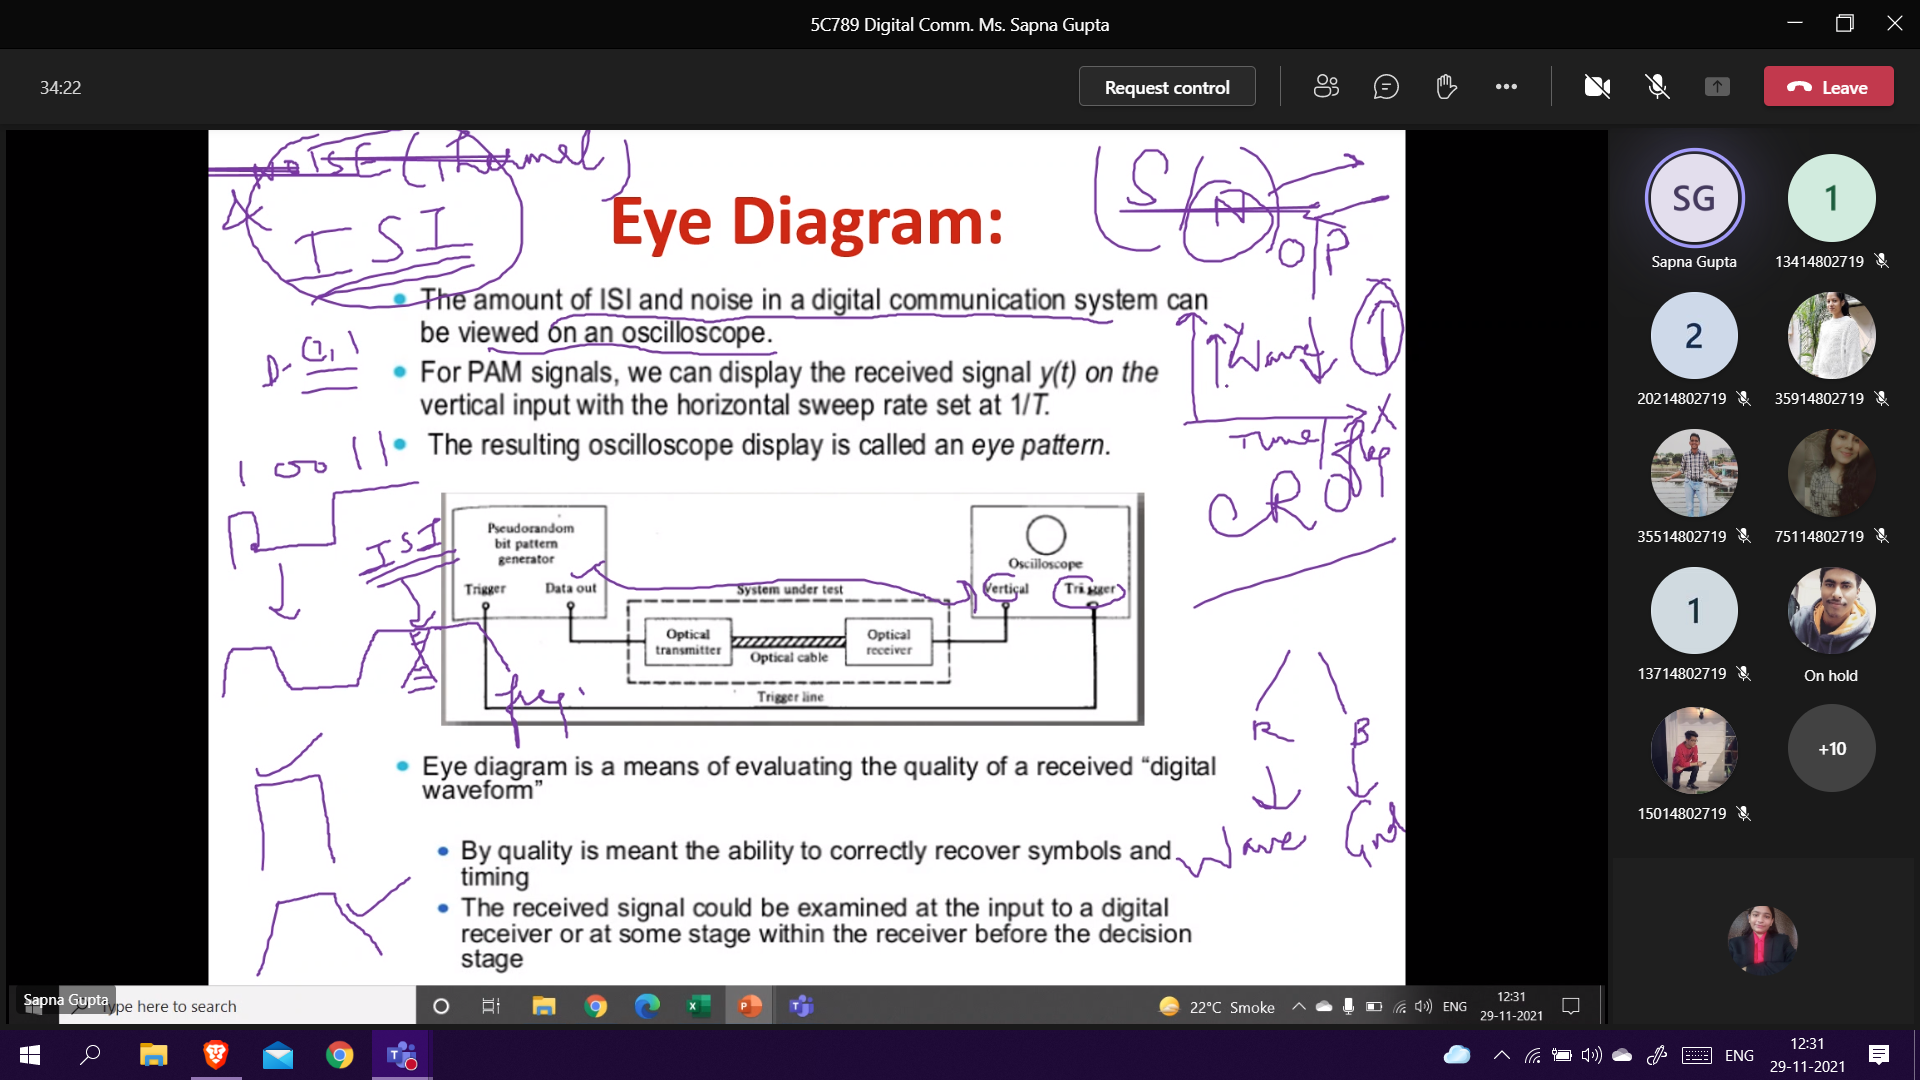 5C789 Digital Comm. Ms. Sapna Gupta
34:22
Request control
Leave
NOISE (Thermal)
ISI
S/N
O/P
Eye Diagram:
The amount of ISI and noise in a digital communication system can
be viewed on an oscilloscope.
For PAM signals, we can display the received signal y(t) on the
vertical input with the horizontal sweep rate set at 1/T.
The resulting oscilloscope display is called an eye pattern.
D - 0, 1
1 00 11
ISI
Y
Wave
X
Time/freq
CRO
Pseudorandom
bit pattern
generator
Trigger Data out
Oscilloscope
Vertical Trigger
System under test
Optical
transmitter
Optical cable
Optical
receiver
Trigger line
freq.
R B
Wave Gnd
Eye diagram is a means of evaluating the quality of a received “digital
waveform”
By quality is meant the ability to correctly recover symbols and
timing
The received signal could be examined at the input to a digital
receiver or at some stage within the receiver before the decision
stage
SG
Sapna Gupta
1
13414802719
2
20214802719
35914802719
35514802719
75114802719
1
13714802719
On hold
15014802719
+10
Sapna Gupta
Type here to search
22°C Smoke
ENG
12:31
29-11-2021
ENG
12:31
29-11-2021